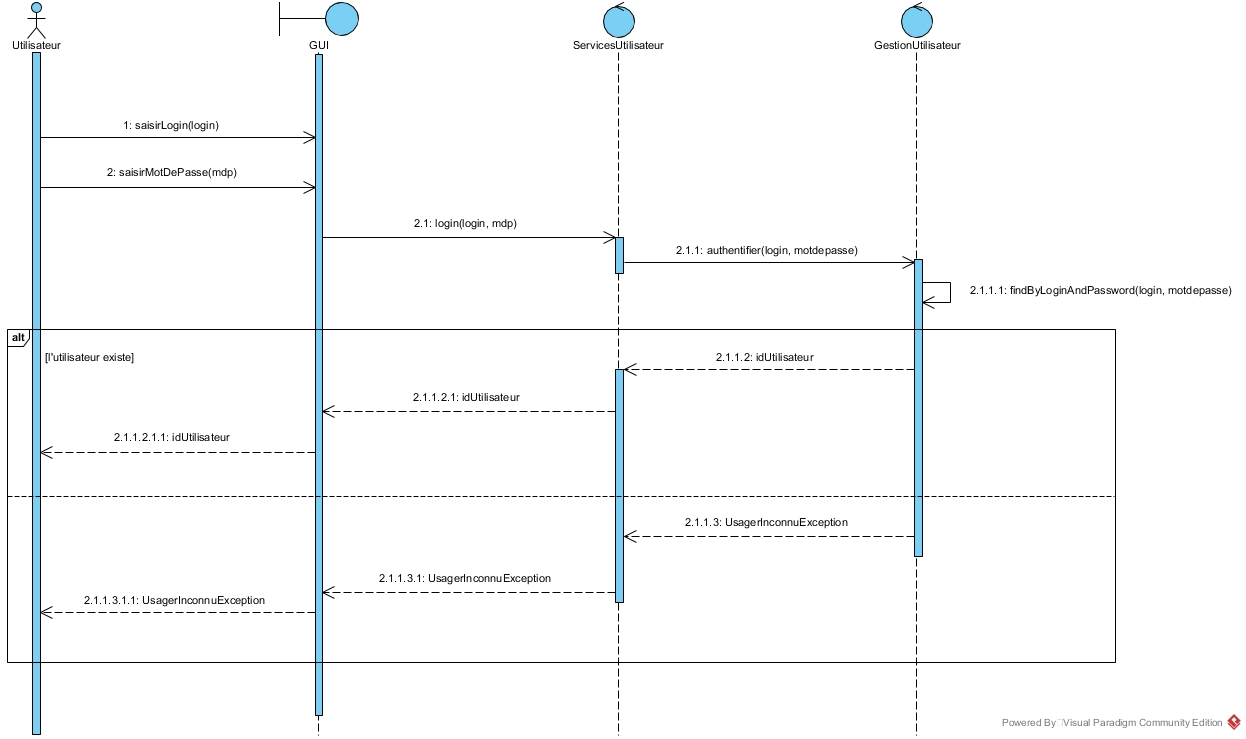 Utilisateur
GUI
ServicesUtilisateur
GestionUtilisateur
1: saisirLogin(login)
2: saisirMotDePasse(mdp)
2.1: login(login, mdp)
2.1.1: authentifier(login, motdepasse)
2.1.1.1: findByLoginAndPassword(login, motdepasse)
alt
[l'utilisateur existe]
2.1.1.2: idUtilisateur
2.1.1.2.1: idUtilisateur
2.1.1.2.1.1: idUtilisateur
2.1.1.3: UsagerInconnuException
2.1.1.3.1: UsagerInconnuException
2.1.1.3.1.1: UsagerInconnuException
Powered By Visual Paradigm Community Edition